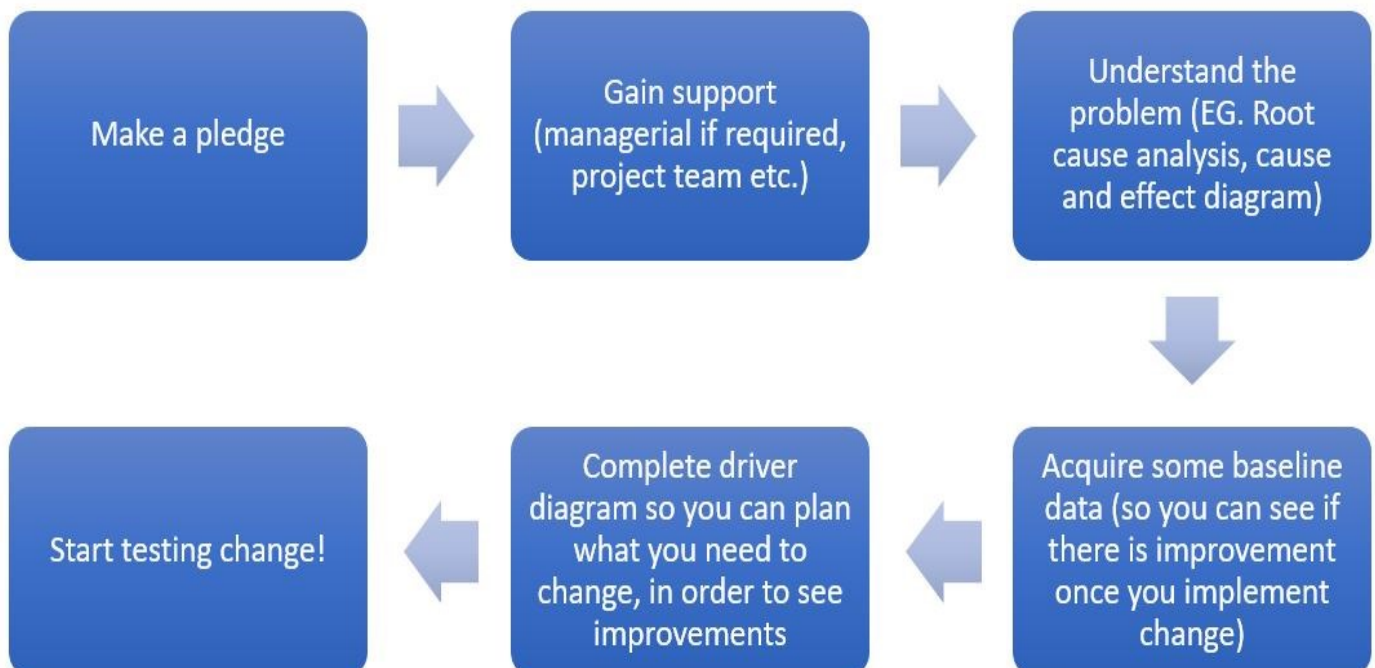 Make a pledge
Gain support
(managerial if required,
project team etc.)
Understand the
problem (EG. Root
cause analysis, cause
and effect diagram)
Acquire some baseline
data (so you can see if
there is improvement
once you implement
change)
Complete driver
diagram so you can plan
what you need to
change, in order to see
improvements
Start testing change!